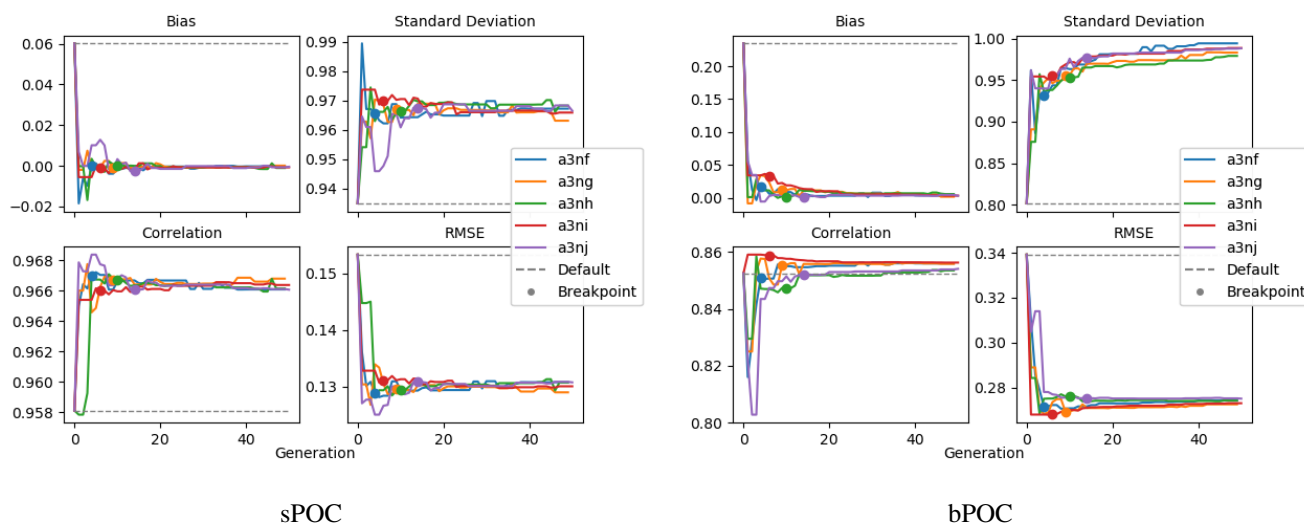 Bias
Standard Deviation
0.06
0.04
0.02
0.00
−0.02
0.99
0.98
0.97
0.96
0.95
0.94
Correlation
RMSE
0.968
0.966
0.964
0.962
0.960
0.958
0.15
0.14
0.13
0
20
40
0
20
40
Generation
a3nf
a3ng
a3nh
a3ni
a3nj
Default
Breakpoint
sPOC
Bias
Standard Deviation
0.20
0.15
0.10
0.05
0.00
1.00
0.95
0.90
0.85
0.80
Correlation
RMSE
0.86
0.84
0.82
0.80
0.34
0.32
0.30
0.28
0
20
40
0
20
40
Generation
a3nf
a3ng
a3nh
a3ni
a3nj
Default
Breakpoint
bPOC